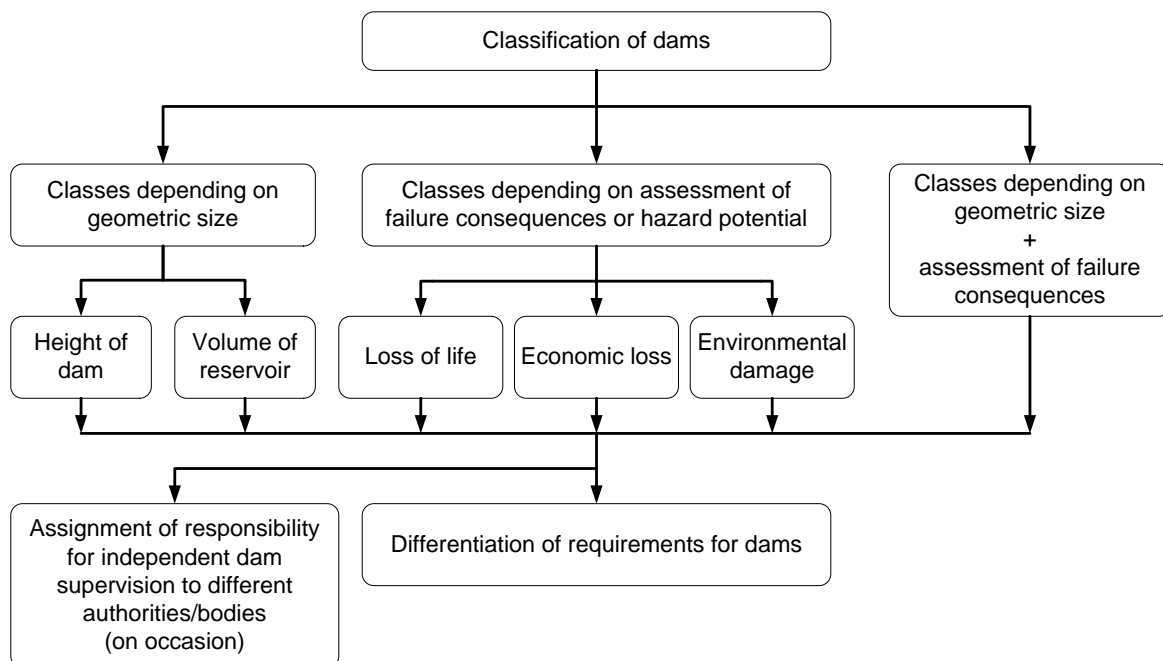 Classification of dams
Classes depending on
geometric size
Classes depending on assessment of
failure consequences or hazard potential
Classes depending on
geometric size
+
assessment of failure
consequences
Height of
dam
Volume of
reservoir
Loss of life
Economic loss
Environmental
damage
Assignment of responsibility
for independent dam
supervision to different
authorities/bodies
(on occasion)
Differentiation of requirements for dams